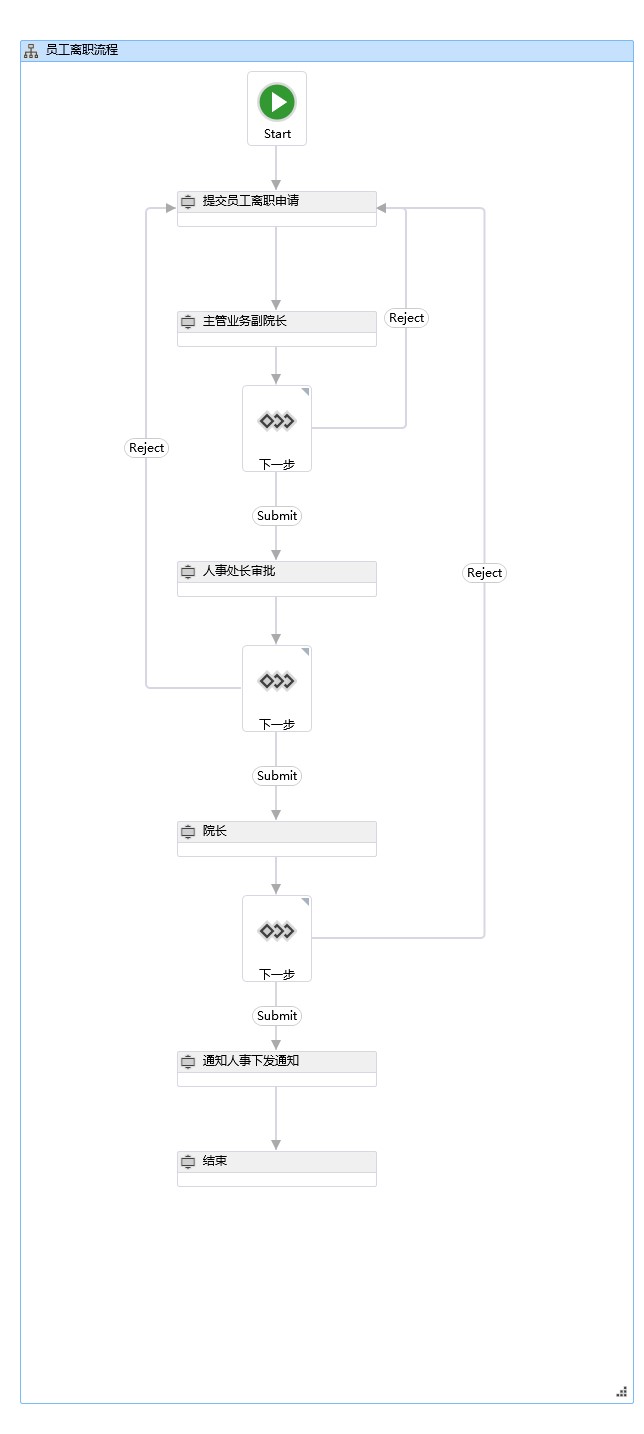 员工离职流程
Start
提交员工离职申请
主管业务副院长
Reject
下一步
Reject
Submit
人事处长审批
Reject
下一步
Submit
院长
下一步
Submit
通知人事下发通知
结束